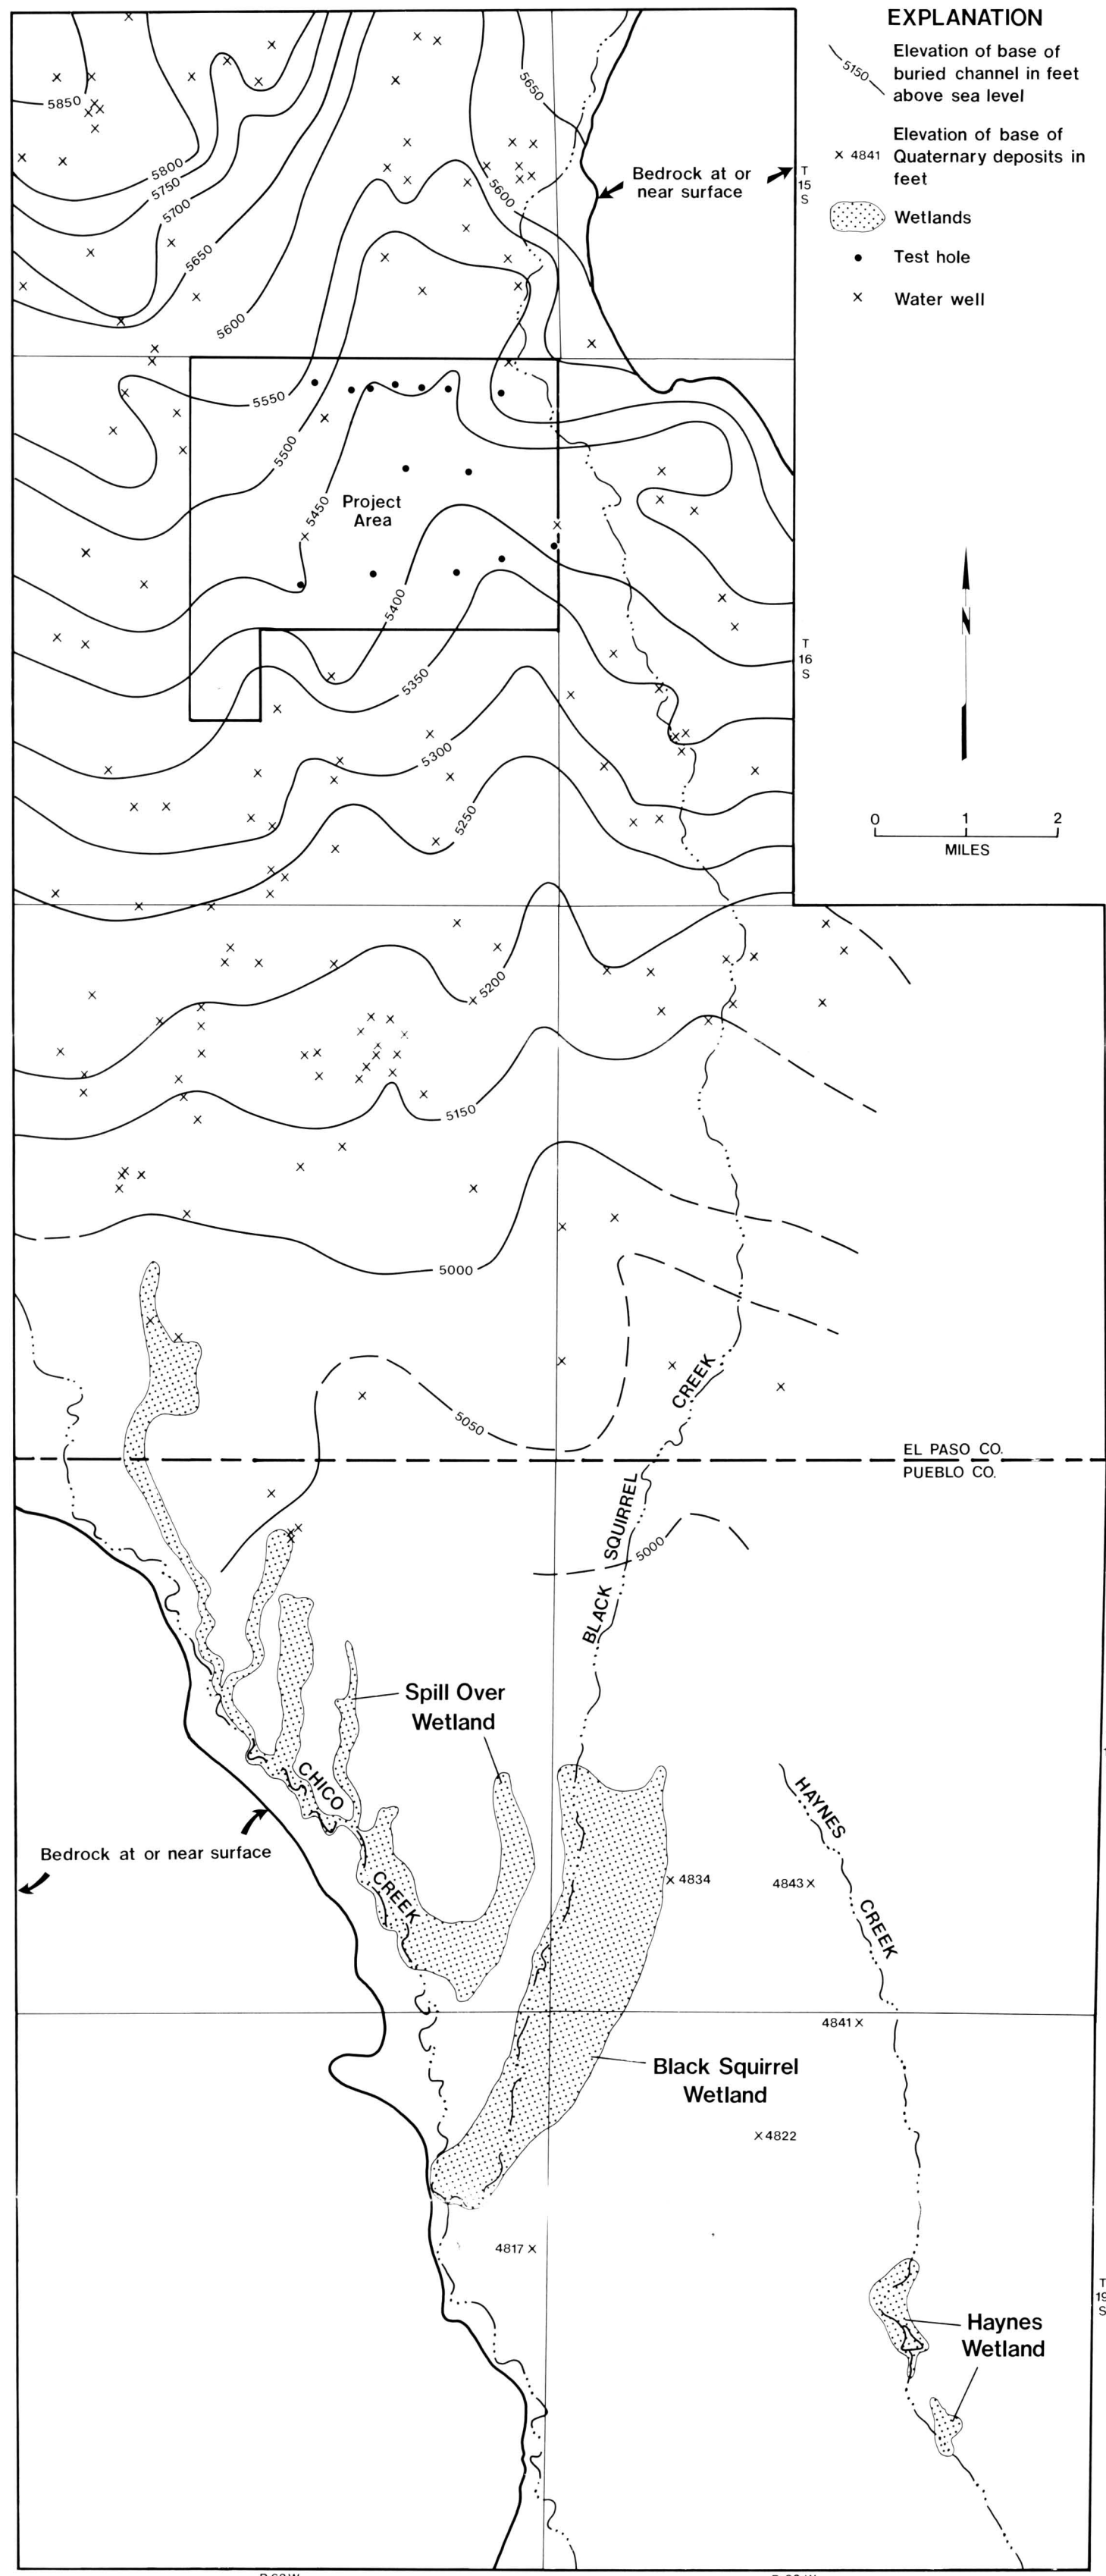 EXPLANATION
5150
Elevation of base of
buried channel in feet
above sea level
x 4841
Elevation of base of
Quaternary deposits in
feet
Wetlands
Test hole
x Water well
5850
5800
5750
5700
5650
5600
5650
5600
Bedrock at or
near surface
T
15
S
5550
5500
5450
Project
Area
5400
5350
5300
5250
N
T
16
S
0 1 2
MILES
5200
5150
5000
5050
CREEK
SQUIRREL
BLACK
EL PASO CO.
PUEBLO CO.
5000
Spill Over
Wetland
CHICO
CREEK
HAYNES
CREEK
Bedrock at or near surface
x 4834
4843 x
4841 x
Black Squirrel
Wetland
x 4822
4817 x
T
19
S
Haynes
Wetland